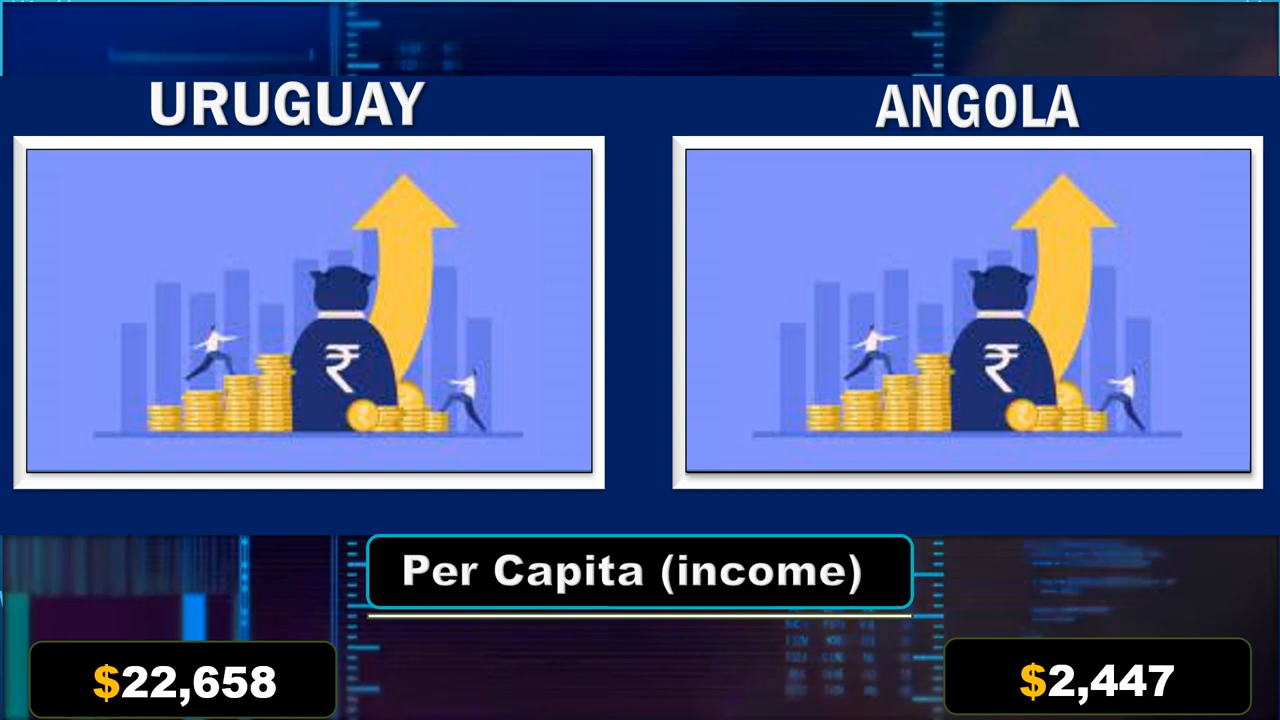 URUGUAY
ANGOLA
₹
₹
Per Capita (income)
$22,658
$2,447